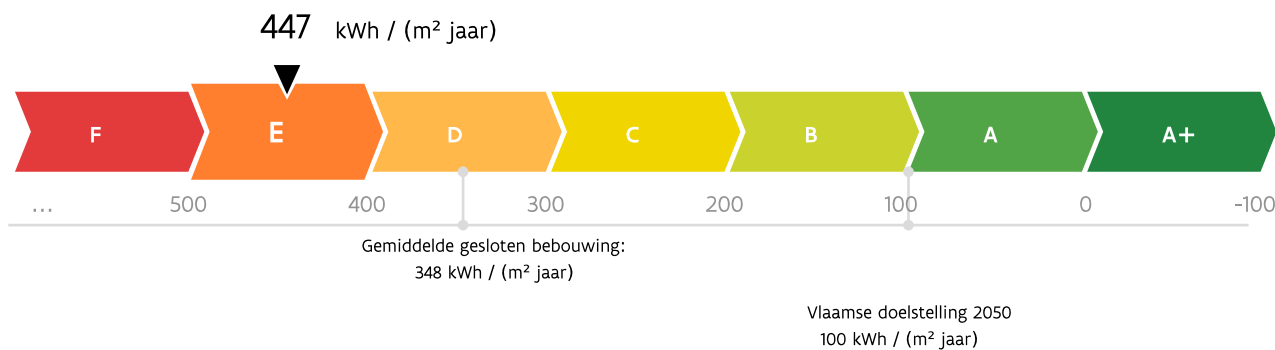 447 kWh / (m² jaar)
F E D C B A A+
... 500 400 300 200 100 0 -100
Gemiddelde gesloten bebouwing:
348 kWh / (m² jaar)
Vlaamse doelstelling 2050
100 kWh / (m² jaar)